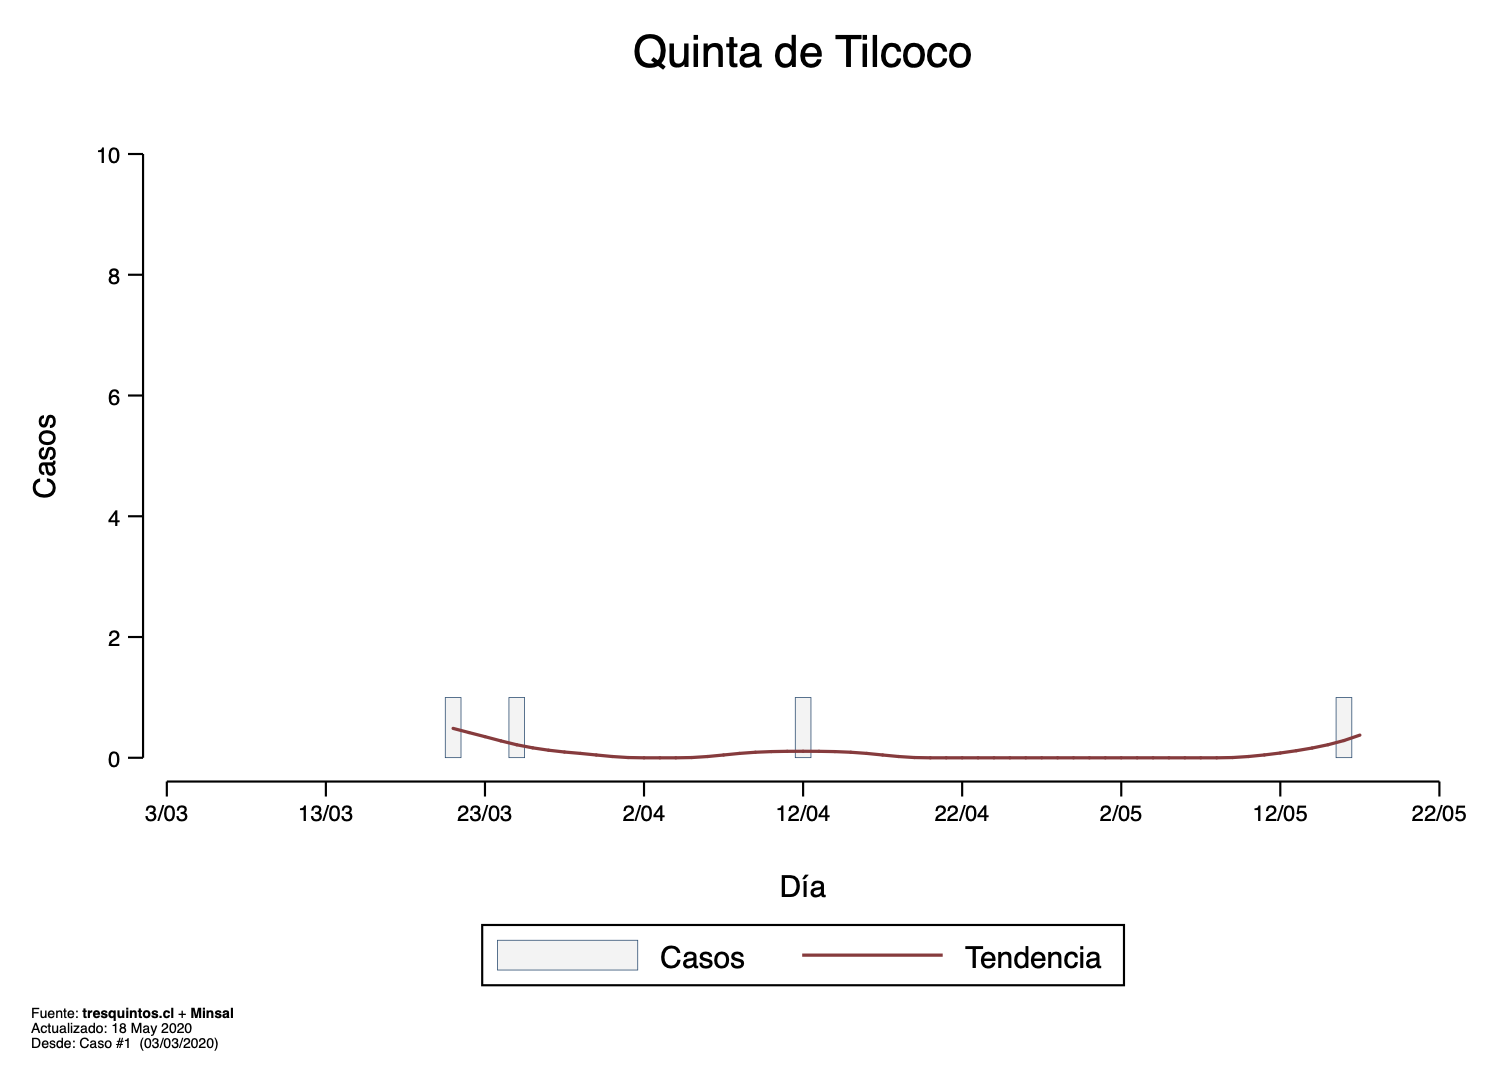 Quinta de Tilcoco
10
8
6
4
2
0
Casos
3/03 13/03 23/03 2/04 12/04 22/04 2/05 12/05 22/05
Día
Casos Tendencia
Fuente: tresquintos.cl + Minsal
Actualizado: 18 May 2020
Desde: Caso #1 (03/03/2020)